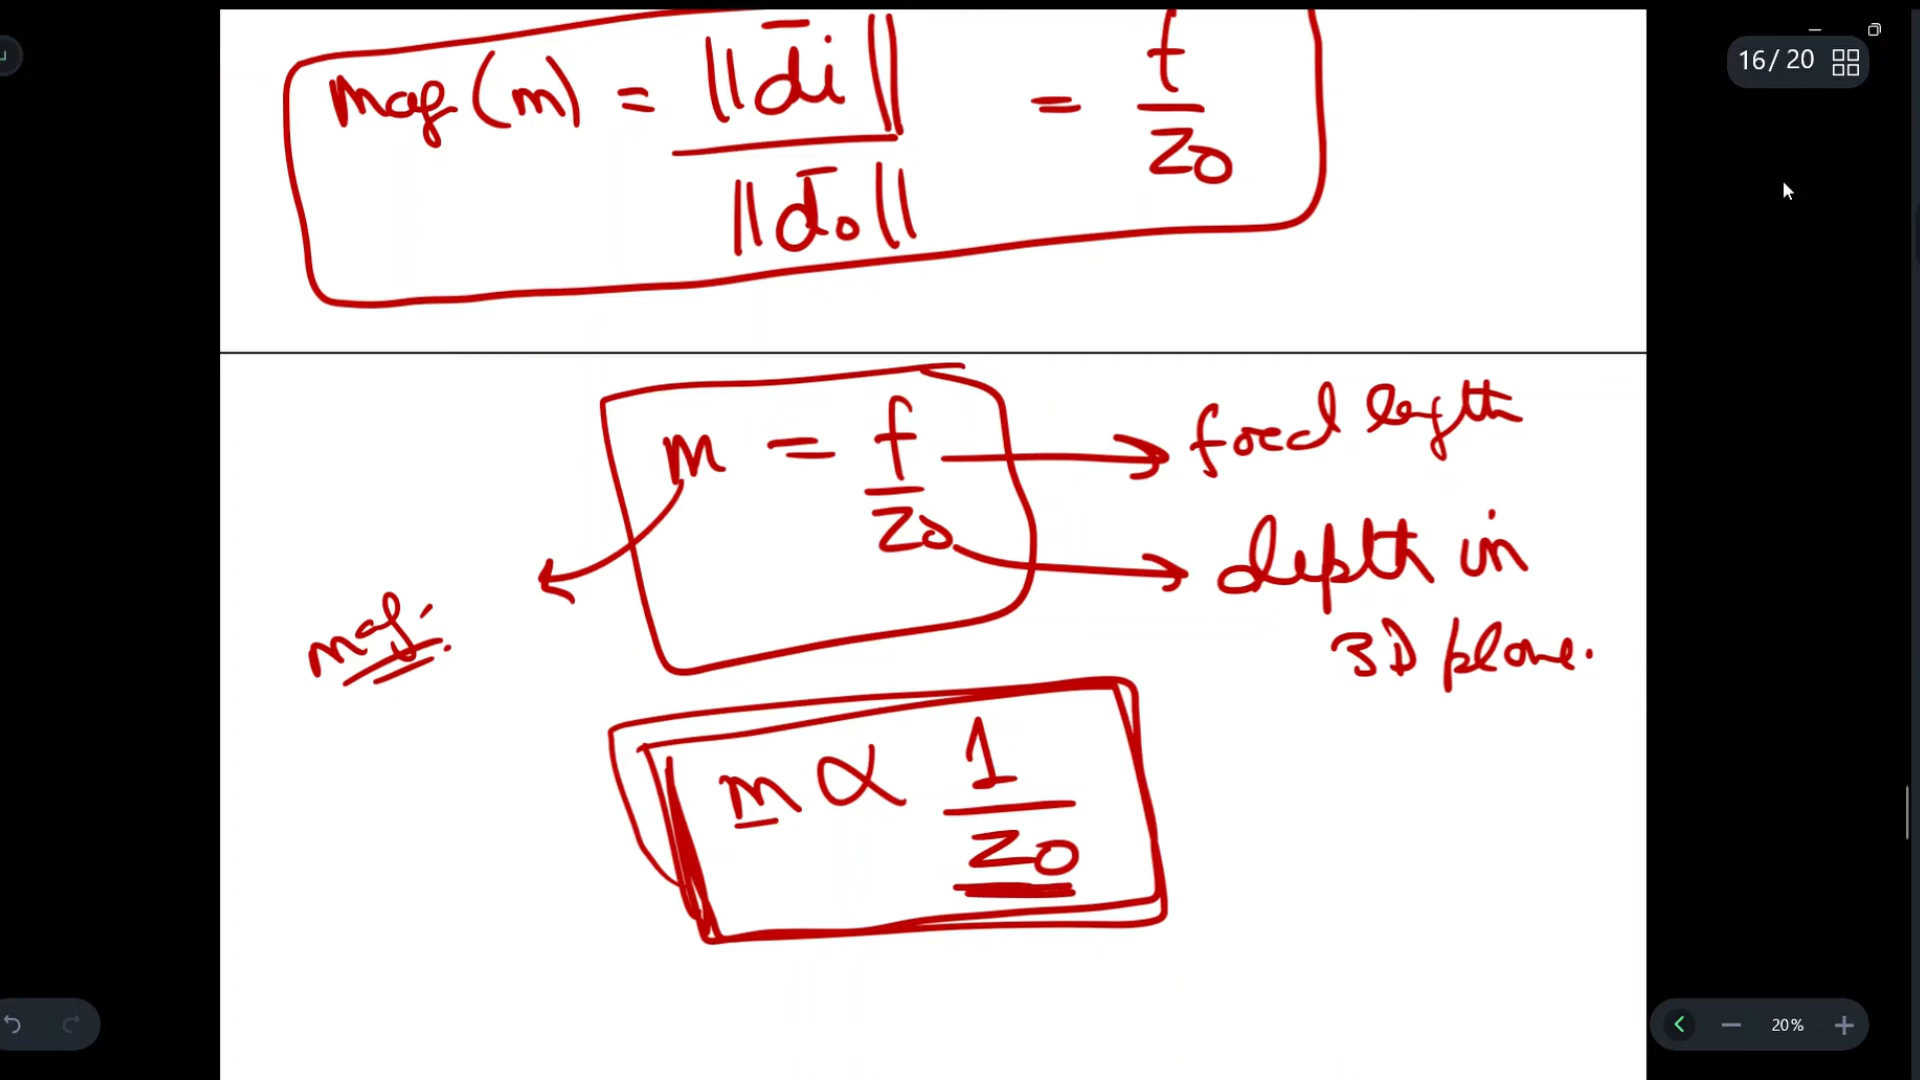 16/ 20
mag (m) = ||d̄i|| / ||d̄o|| = f/zo
m = f/zo
focal length
depth in
3D plane.
mag.
m ∝ 1/zo
20%